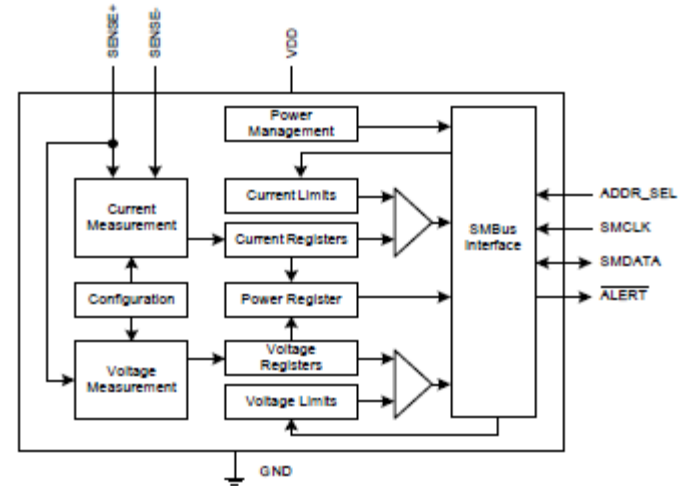 SENSE+
SENSE-
VDD
Power
Management
Current
Measurement
Current Limits
Current Registers
SMBus
Interface
ADDR_SEL
SMCLK
SMDATA
ALERT
Configuration
Power Register
Voltage
Measurement
Voltage
Registers
Voltage Limits
GND